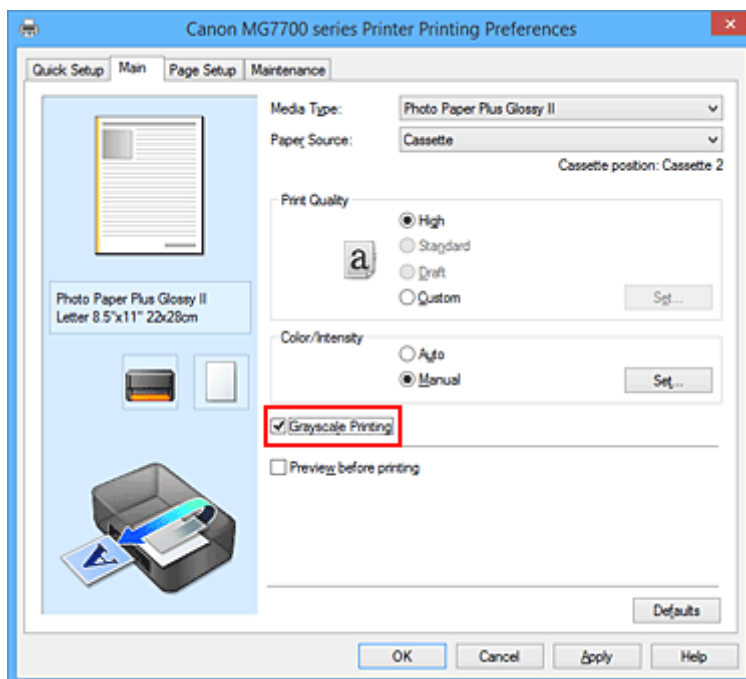 Canon MG7700 series Printer Printing Preferences
Quick Setup Main Page Setup Maintenance
Media Type: Photo Paper Plus Glossy II
Paper Source: Cassette
Cassette position: Cassette 2
Print Quality
High
a
Standard
Draft
Custom Set...
Photo Paper Plus Glossy II
Letter 8.5"x11" 22x28cm
Color/Intensity
Auto
Manual Set...
Grayscale Printing
Preview before printing
A
Defaults
OK Cancel Apply Help